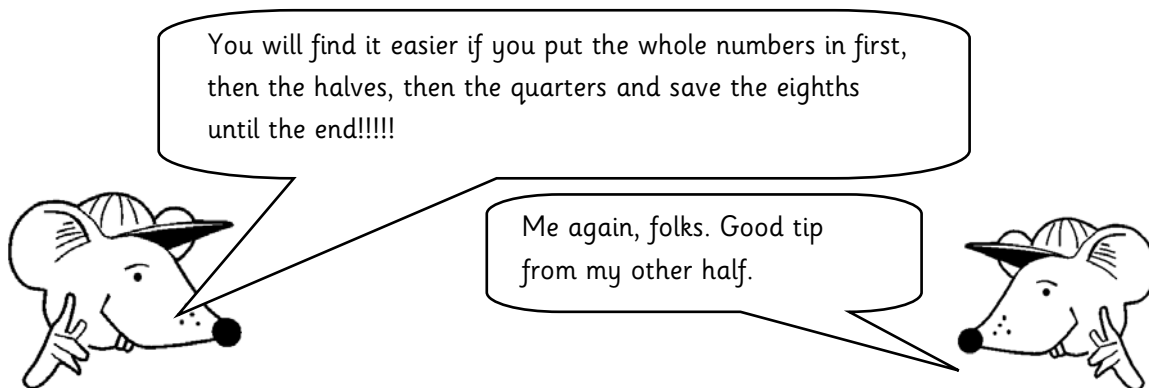 You will find it easier if you put the whole numbers in first,
then the halves, then the quarters and save the eighths
until the end!!!!!
Me again, folks. Good tip
from my other half.